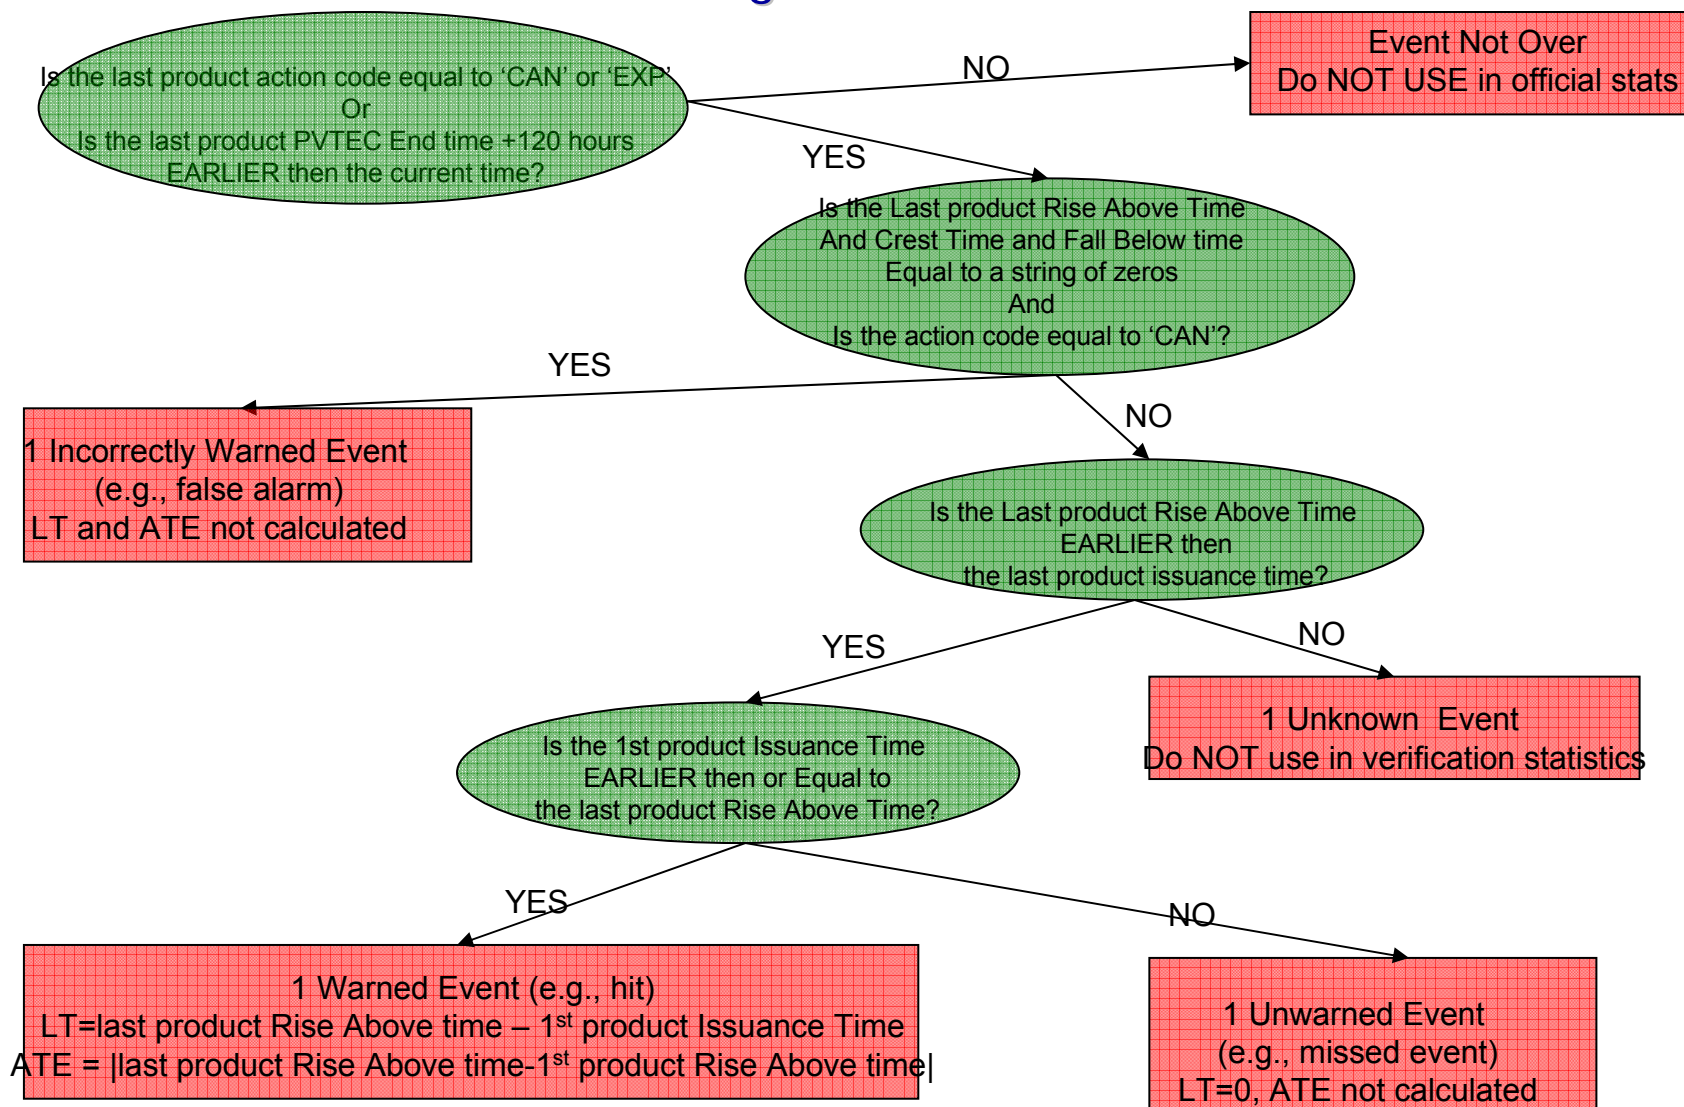 g
Is the last product action code equal to ‘CAN’ or ‘EXP’
Or
Is the last product PVTEC End time +120 hours
EARLIER then the current time?
NO
Event Not Over
Do NOT USE in official stats
YES
Is the Last product Rise Above Time
And Crest Time and Fall Below time
Equal to a string of zeros
And
Is the action code equal to ‘CAN’?
YES
NO
1 Incorrectly Warned Event
(e.g., false alarm)
LT and ATE not calculated
Is the Last product Rise Above Time
EARLIER then
the last product issuance time?
YES
NO
1 Unknown Event
Do NOT use in verification statistics
Is the 1st product Issuance Time
EARLIER then or Equal to
the last product Rise Above Time?
YES
NO
1 Warned Event (e.g., hit)
LT=last product Rise Above time – 1st product Issuance Time
ATE = |last product Rise Above time-1st product Rise Above time|
1 Unwarned Event
(e.g., missed event)
LT=0, ATE not calculated